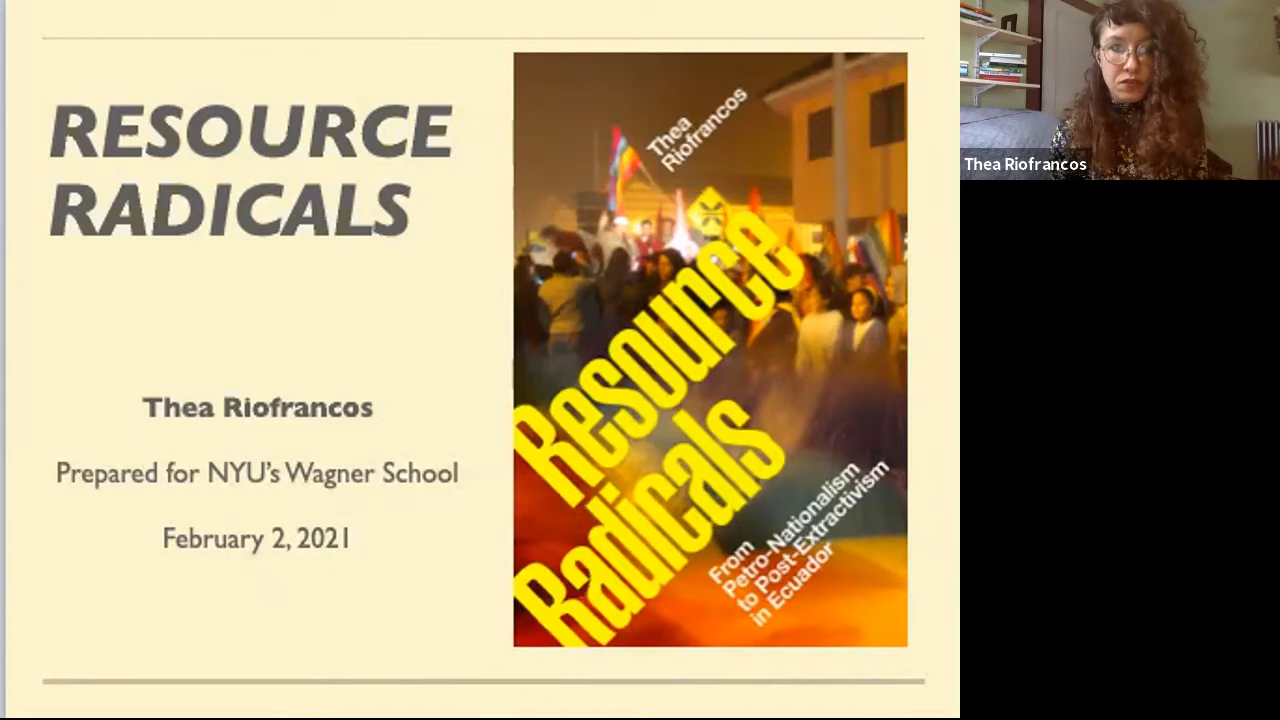 RESOURCE
RADICALS
Thea Riofrancos
Prepared for NYU's Wagner School
February 2, 2021
Thea
Riofrancos
Resource
Radicals
From
Petro-Nationalism
to Post-Extractivism
in Ecuador
Thea Riofrancos